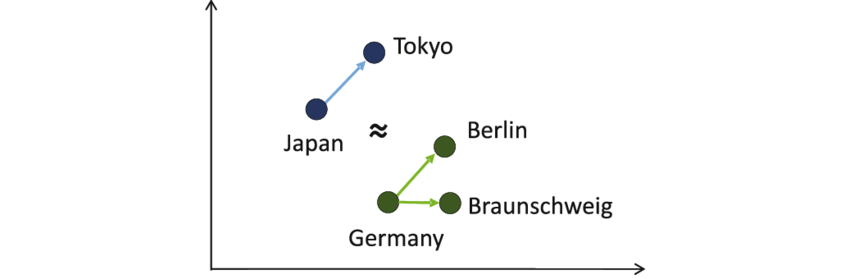 Tokyo
Japan
≈
Berlin
Braunschweig
Germany